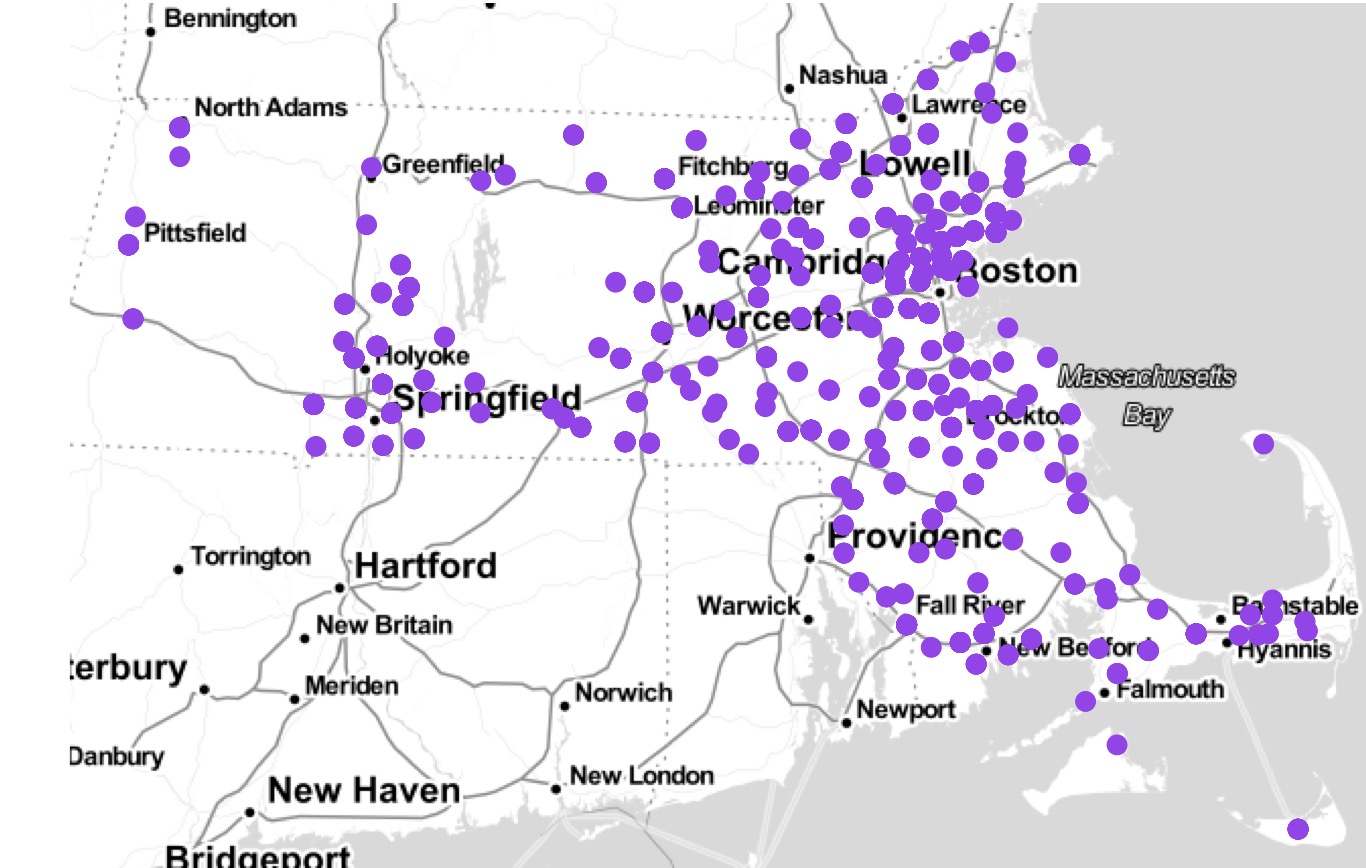 Bennington
Nashua
North Adams
Lawrence
Greenfield
Fitchburg
Lowell
Leominster
Pittsfield
Cambridge
Boston
Worcester
Holyoke
Massachusetts
Bay
Springfield
Brockton
Providenc
Torrington
Hartford
Warwick
Fall River
Barnstable
New Britain
New Bedford
Hyannis
terbury
Meriden
Norwich
Falmouth
Newport
Danbury
New London
New Haven
Bridgeport